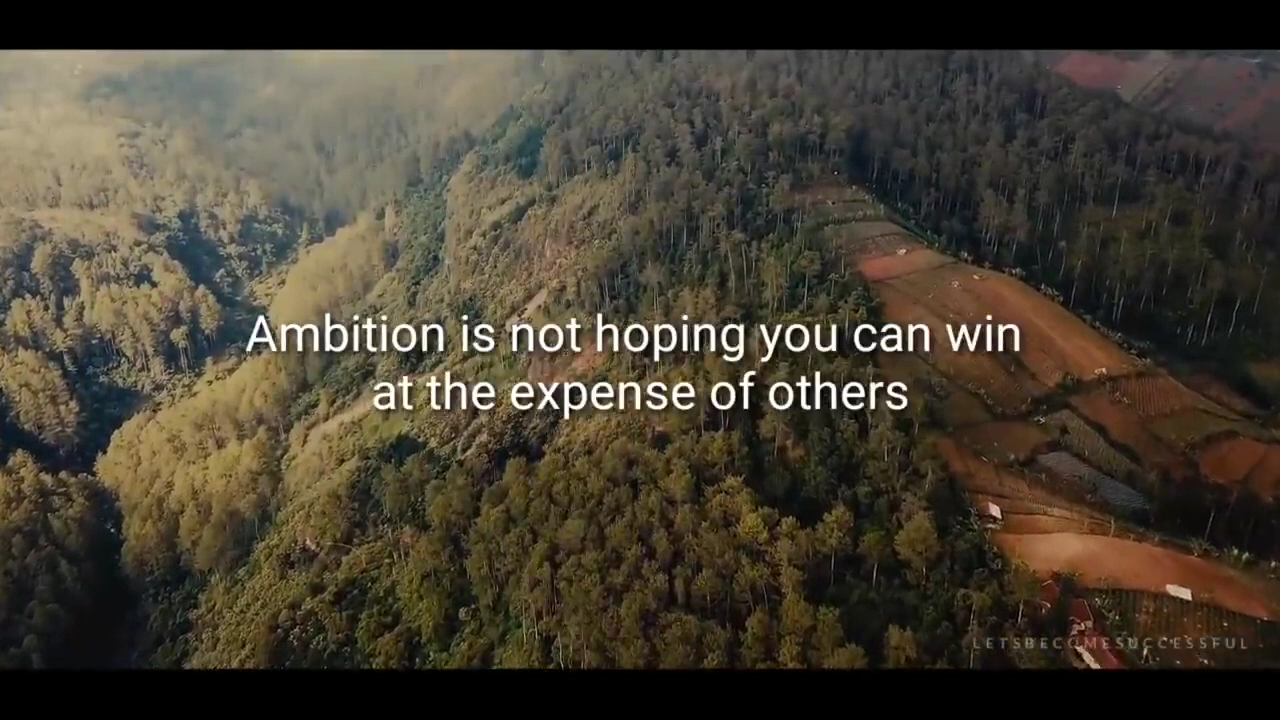 Ambition is not hoping you can win
at the expense of others
LETSBECOMESUCCESSFUL